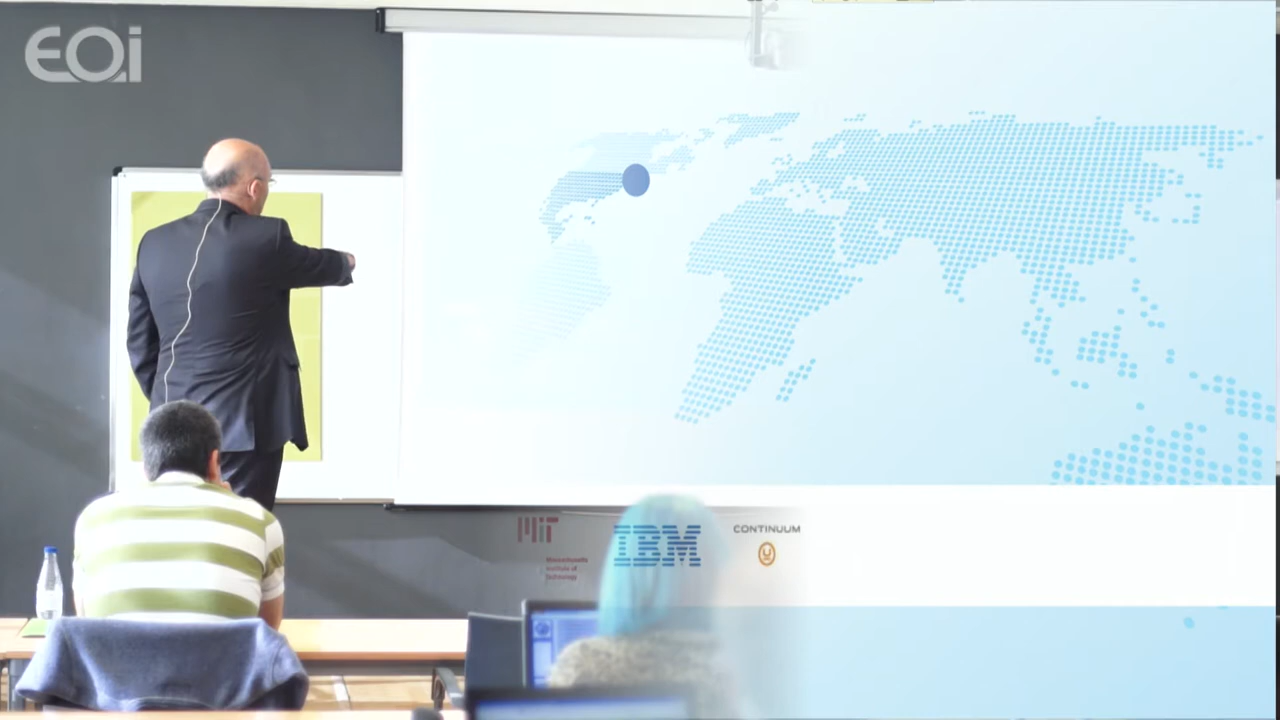 EOi
MiT
Massachusetts
Institute of
Technology
IBM
CONTINUUM